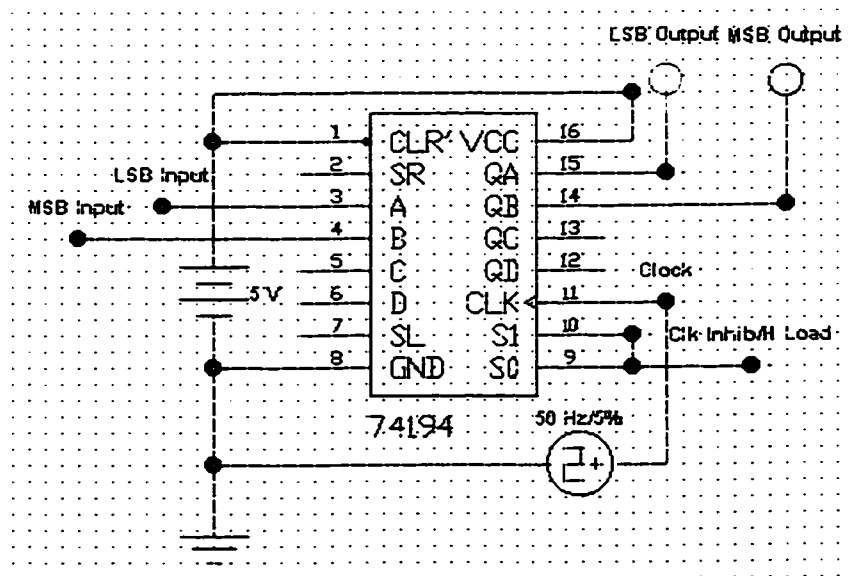 LSB Output MSB Output
1 CLR' VCC 16
LSB Input 2 SR QA 15
MSB Input 3 A QB 14
4 B QC 13
5 C QD 12 Clock
5 V 6 D CLK 11
7 SL S1 10 Clk Inhib/H Load
8 GND S0 9
74194 50 Hz/5%